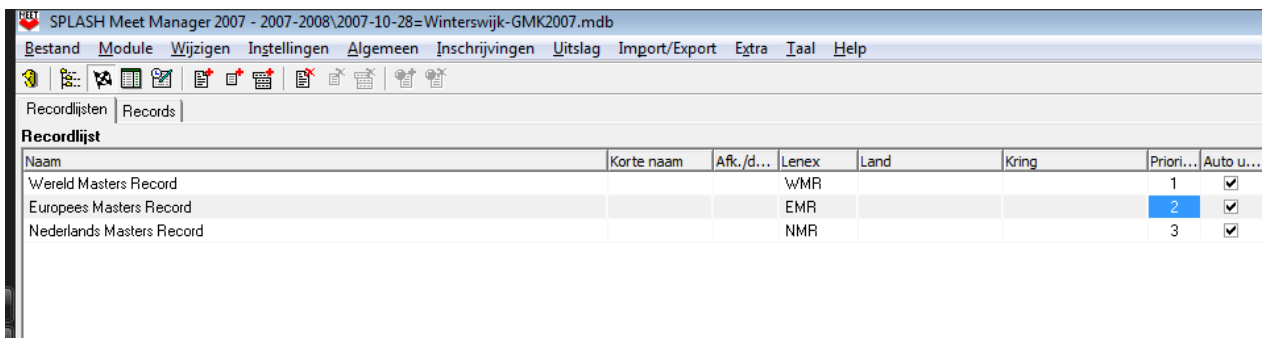 MEET SPLASH Meet Manager 2007 - 2007-2008\2007-10-28=Winterswijk-GMK2007.mdb
Bestand Module Wijzigen Instellingen Algemeen Inschrijvingen Uitslag Import/Export Extra Taal Help
Recordlijsten Records
Recordlijst
Naam Korte naam Afk./d... Lenex Land Kring Priori... Auto u...
Wereld Masters Record WMR 1
Europees Masters Record EMR 2
Nederlands Masters Record NMR 3